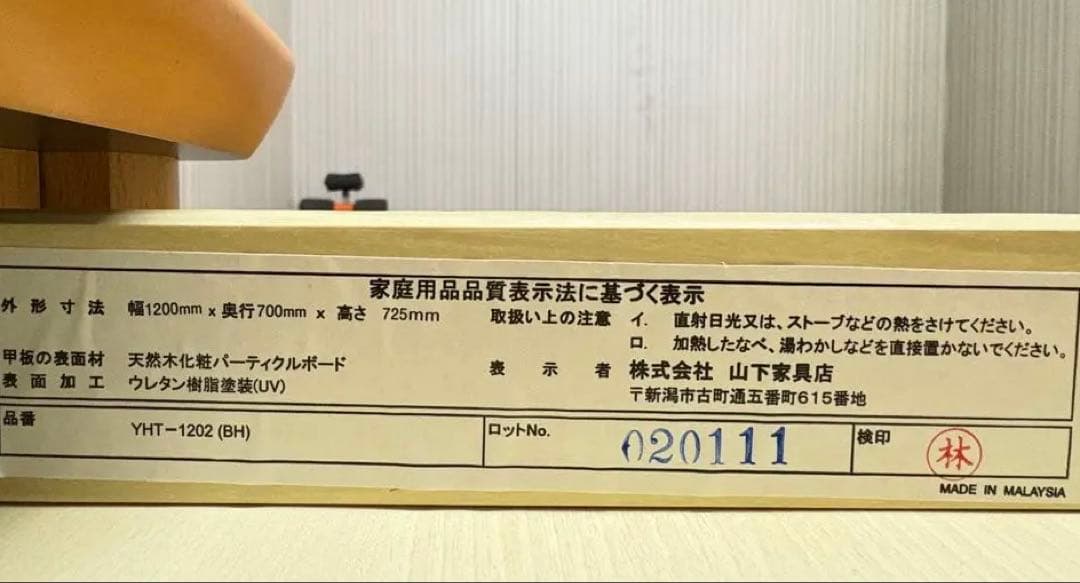 家庭用品品質表示法に基づく表示
外形寸法 幅1200mm x 奥行700mm x 高さ 725mm
甲板の表面材 天然木化粧パーティクルボード
表面加工 ウレタン樹脂塗装(UV)
取扱い上の注意 イ. 直射日光又は、ストーブなどの熱をさけてください。
ロ. 加熱したなべ、湯わかしなどを直接置かないでください。
表示者 株式会社 山下家具店
〒新潟市古町通五番町615番地
品番 YHT-1202 (BH)
ロットNo. 020111
検印 林
MADE IN MALAYSIA